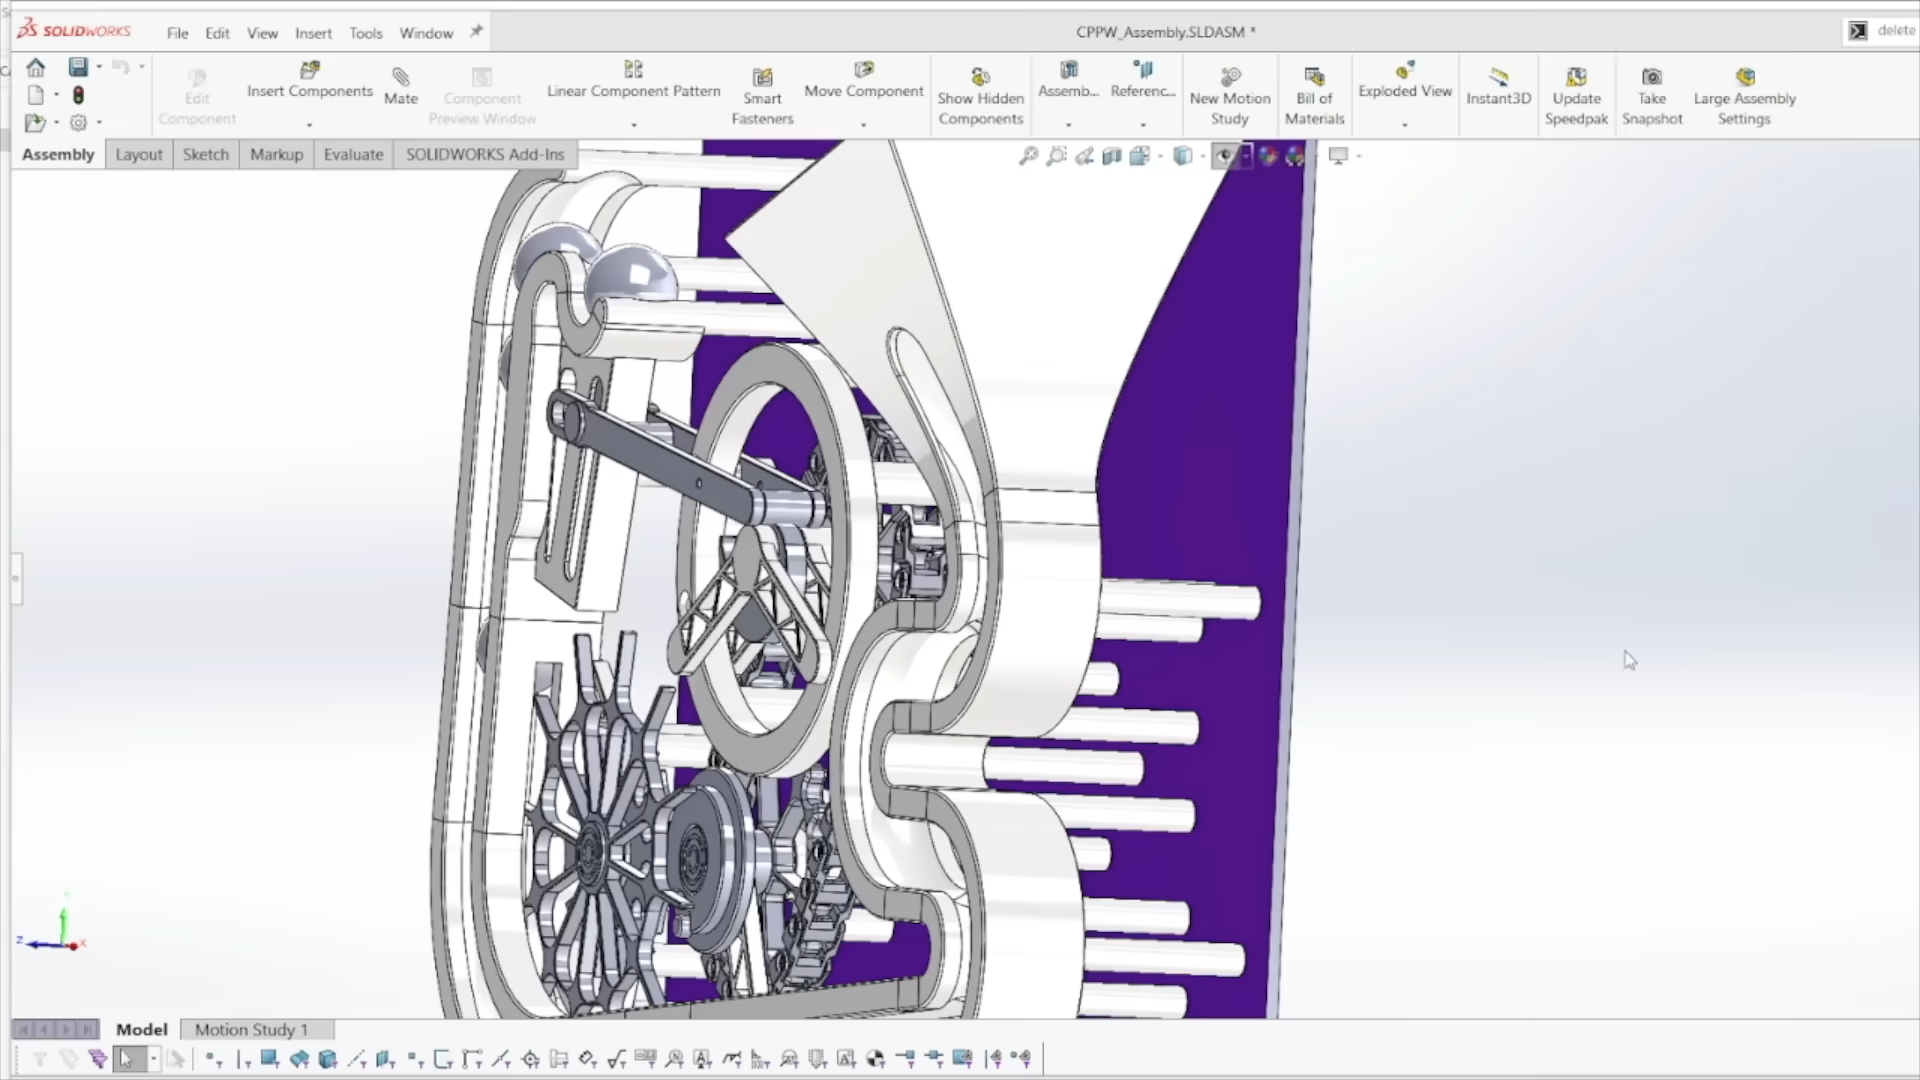 SOLIDWORKS File Edit View Insert Tools Window CPPW_Assembly.SLDASM * delete
Edit Component
Insert Components
Mate
Component Preview Window
Linear Component Pattern
Smart Fasteners
Move Component
Show Hidden Components
Assemb...
Referenc...
New Motion Study
Bill of Materials
Exploded View
Instant3D
Update Speedpak
Take Snapshot
Large Assembly Settings
Assembly Layout Sketch Markup Evaluate SOLIDWORKS Add-Ins
Y
Z X
Model Motion Study 1